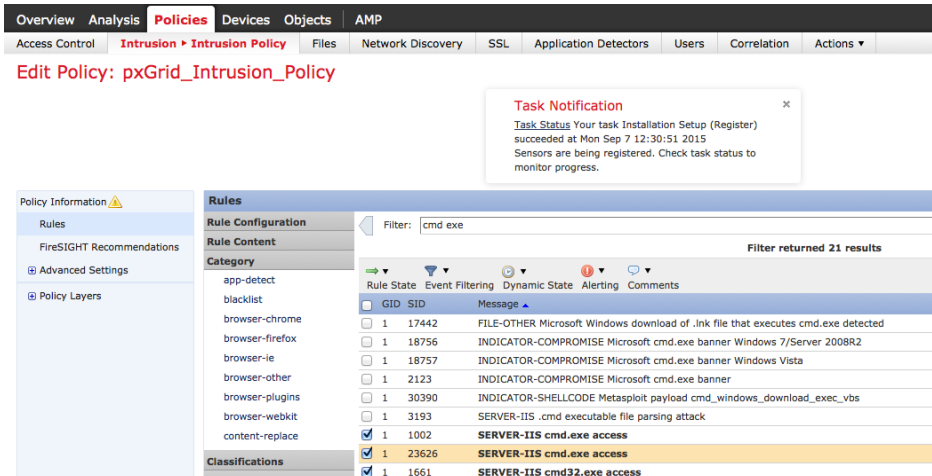 Overview Analysis Policies Devices Objects AMP
Access Control Intrusion ▸ Intrusion Policy Files Network Discovery SSL Application Detectors Users Correlation Actions ▼
Edit Policy: pxGrid_Intrusion_Policy
Task Notification ×
Task Status Your task Installation Setup (Register)
succeeded at Mon Sep 7 12:30:51 2015
Sensors are being registered. Check task status to
monitor progress.
Policy Information
Rules
FireSIGHT Recommendations
Advanced Settings
Policy Layers
Rules
Rule Configuration
Rule Content
Category
app-detect
blacklist
browser-chrome
browser-firefox
browser-ie
browser-other
browser-plugins
browser-webkit
content-replace
Classifications
Filter: cmd exe
Filter returned 21 results
Rule State Event Filtering Dynamic State Alerting Comments
GID SID Message
1 17442 FILE-OTHER Microsoft Windows download of .lnk file that executes cmd.exe detected
1 18756 INDICATOR-COMPROMISE Microsoft cmd.exe banner Windows 7/Server 2008R2
1 18757 INDICATOR-COMPROMISE Microsoft cmd.exe banner Windows Vista
1 2123 INDICATOR-COMPROMISE Microsoft cmd.exe banner
1 30390 INDICATOR-SHELLCODE Metasploit payload cmd_windows_download_exec_vbs
1 3193 SERVER-IIS .cmd executable file parsing attack
1 1002 SERVER-IIS cmd.exe access
1 23626 SERVER-IIS cmd.exe access
1 1661 SERVER-IIS cmd32.exe access